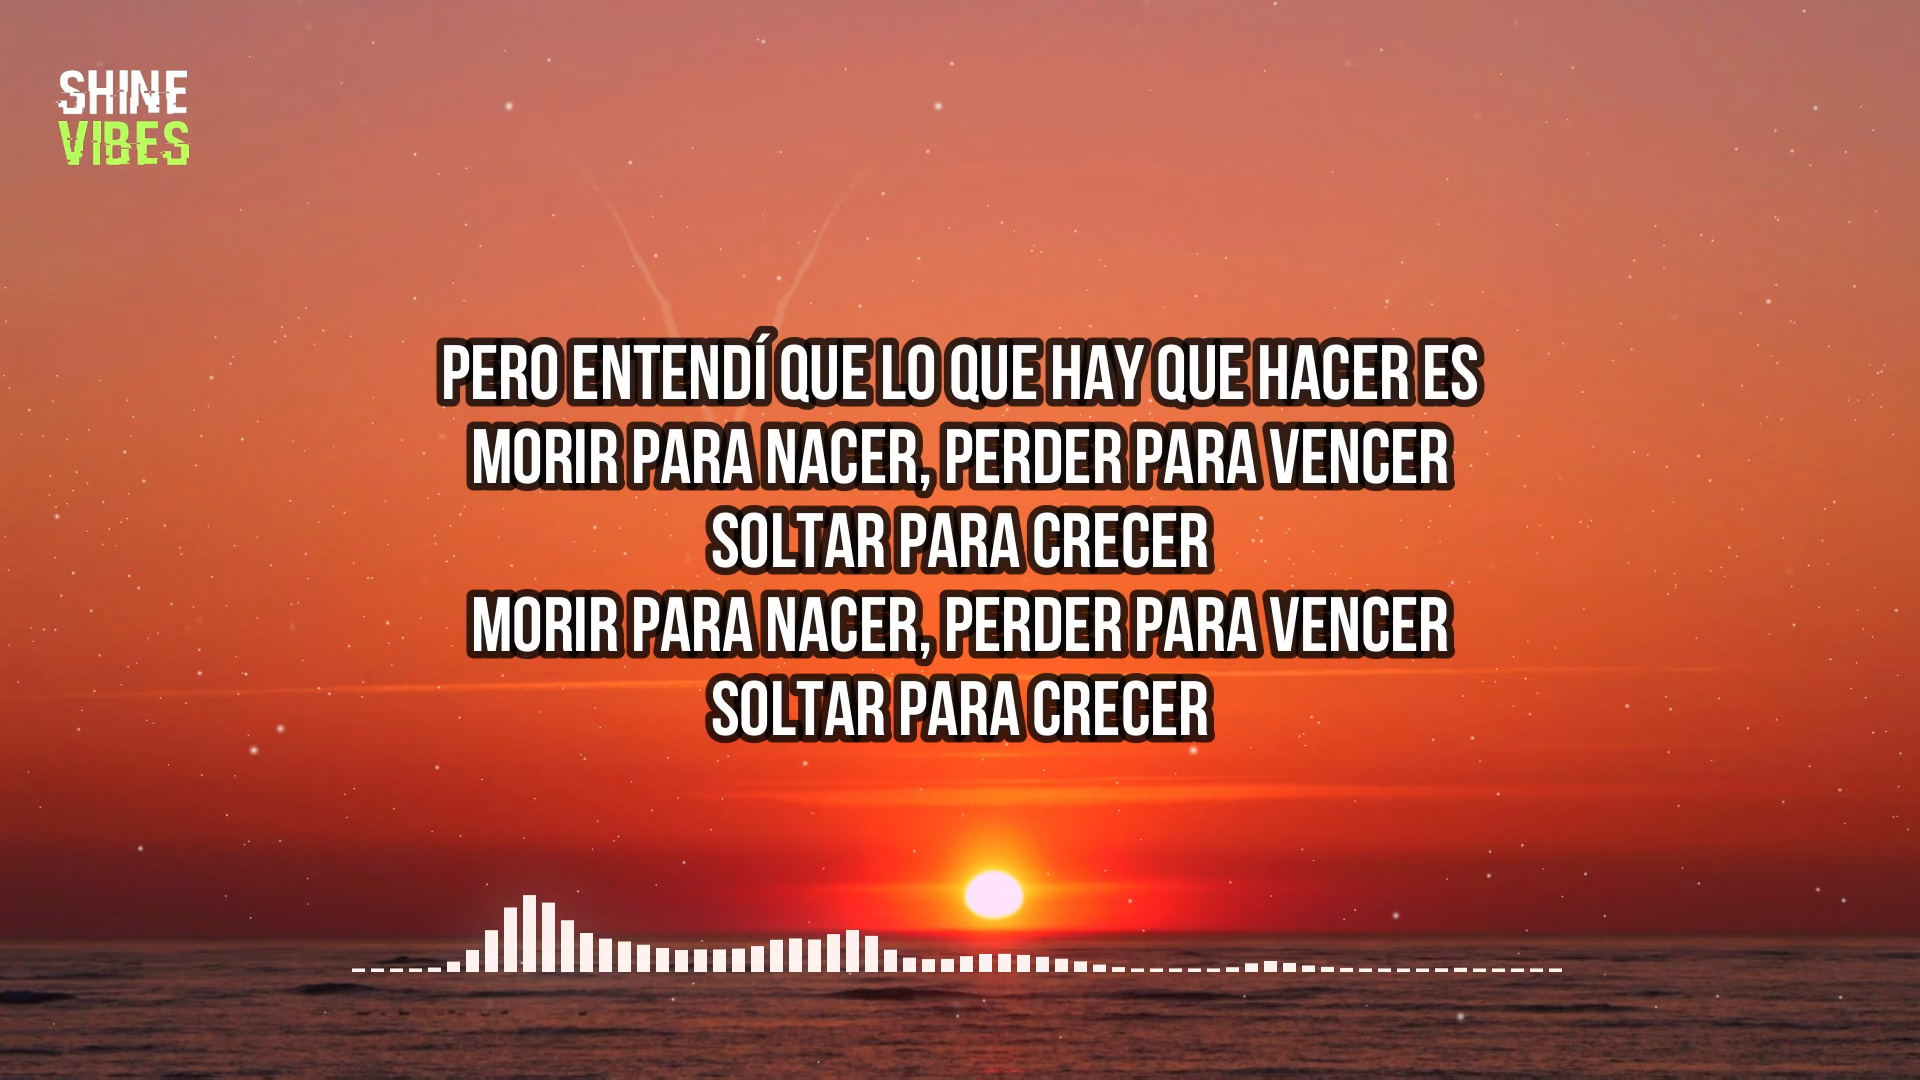 SHINE
VIBES
PERO ENTENDÍ QUE LO QUE HAY QUE HACER ES
MORIR PARA NACER, PERDER PARA VENCER
SOLTAR PARA CRECER
MORIR PARA NACER, PERDER PARA VENCER
SOLTAR PARA CRECER